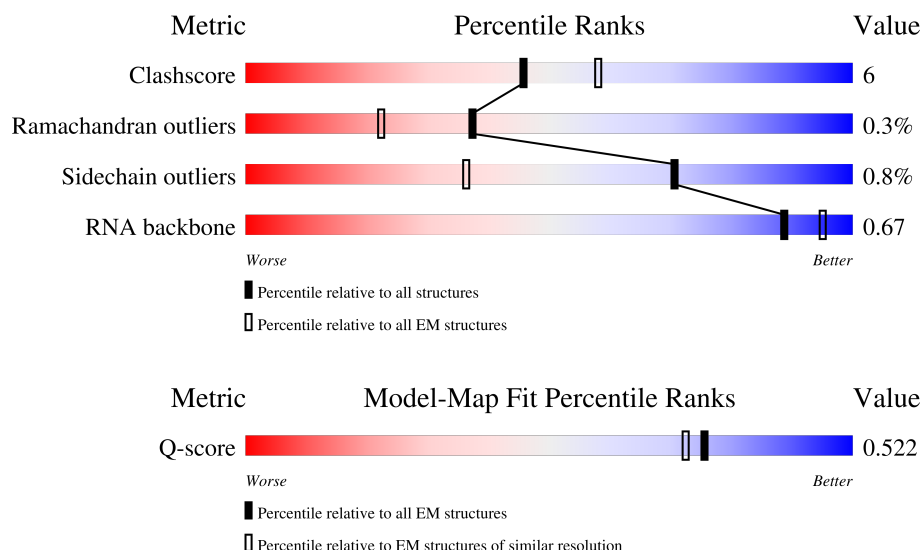 Metric Percentile Ranks Value
Clashscore 6
Ramachandran outliers 0.3%
Sidechain outliers 0.8%
RNA backbone 0.67
Worse Better
Percentile relative to all structures
Percentile relative to all EM structures
Metric Model-Map Fit Percentile Ranks Value
Q-score 0.522
Worse Better
Percentile relative to all EM structures
Percentile relative to EM structures of similar resolution